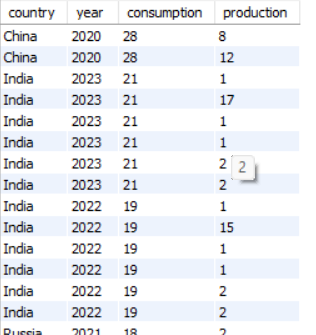 country year consumption production
China 2020 28 8
China 2020 28 12
India 2023 21 1
India 2023 21 17
India 2023 21 1
India 2023 21 1
India 2023 21 2 2
India 2023 21 2
India 2022 19 1
India 2022 19 15
India 2022 19 1
India 2022 19 1
India 2022 19 2
India 2022 19 2
Russia 2021 18 2